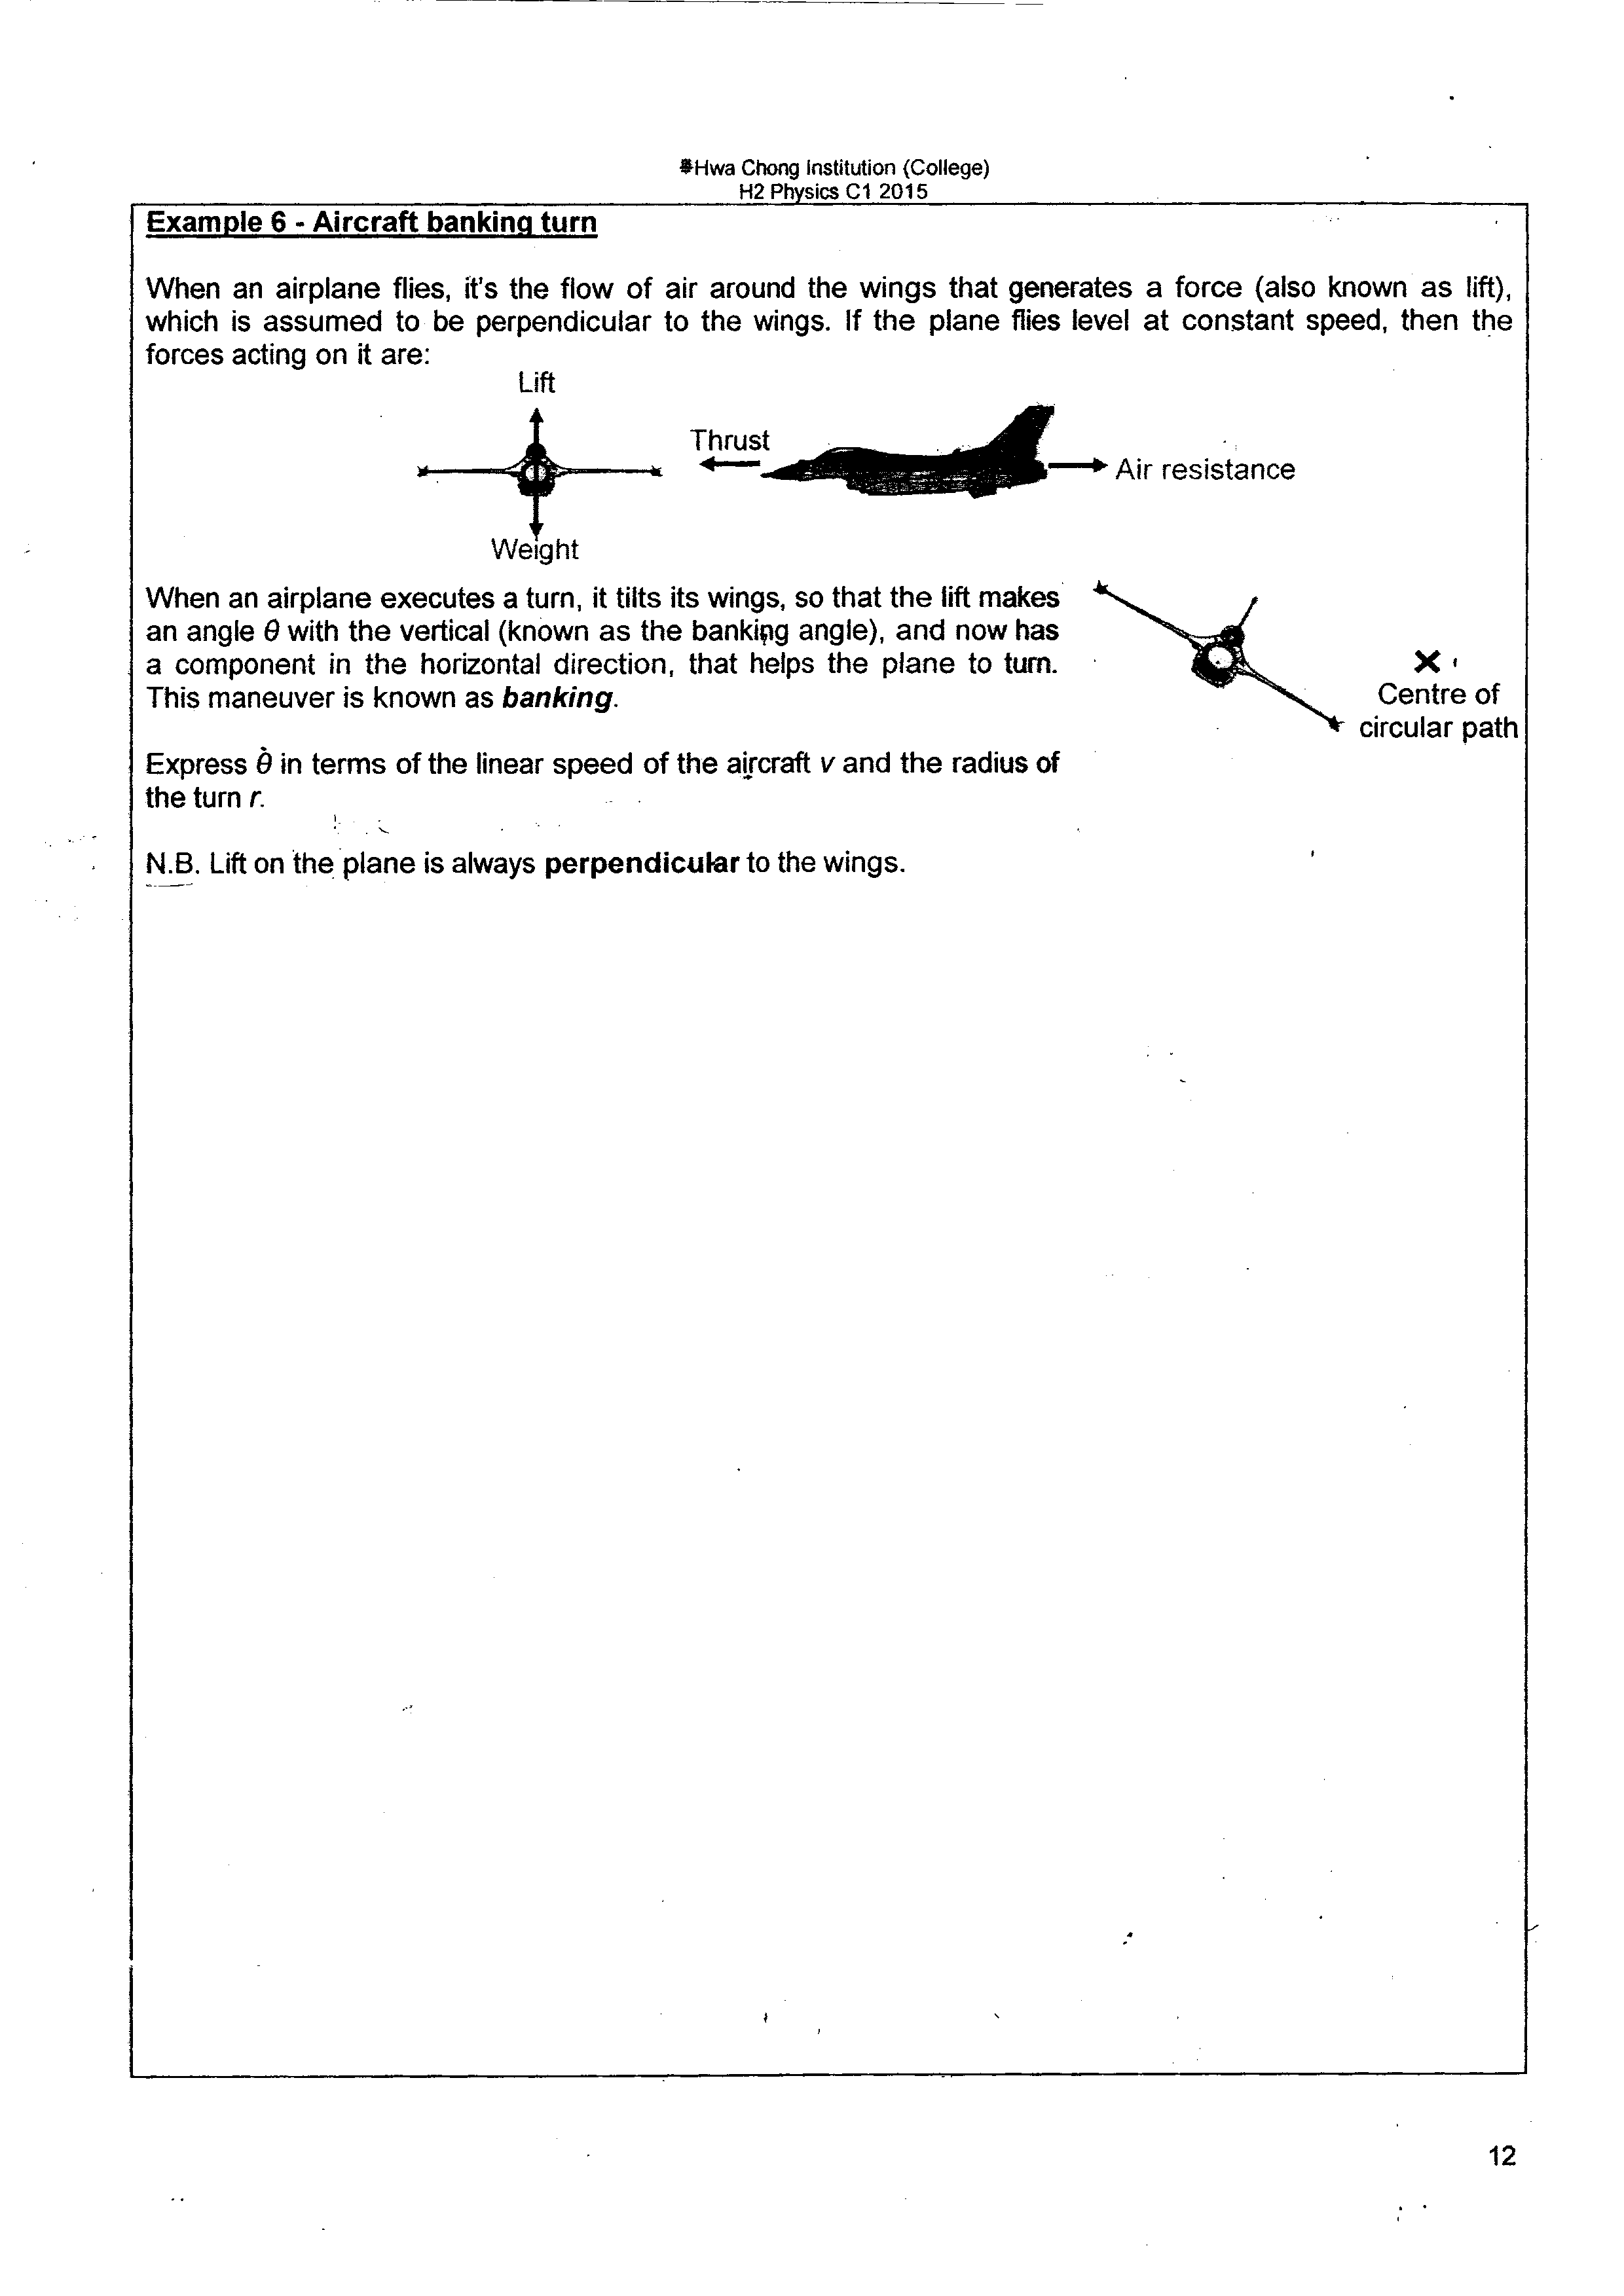 Hwa Chong Institution (College)
H2 Physics C1 2015
Example 6 - Aircraft banking turn
When an airplane flies, it's the flow of air around the wings that generates a force (also known as lift),
which is assumed to be perpendicular to the wings. If the plane flies level at constant speed, then the
forces acting on it are:
Lift
Thrust
Air resistance
Weight
When an airplane executes a turn, it tilts its wings, so that the lift makes
an angle θ with the vertical (known as the banking angle), and now has
a component in the horizontal direction, that helps the plane to turn.
This maneuver is known as banking.
Centre of
circular path
Express θ in terms of the linear speed of the aircraft v and the radius of
the turn r.
N.B. Lift on the plane is always perpendicular to the wings.
12